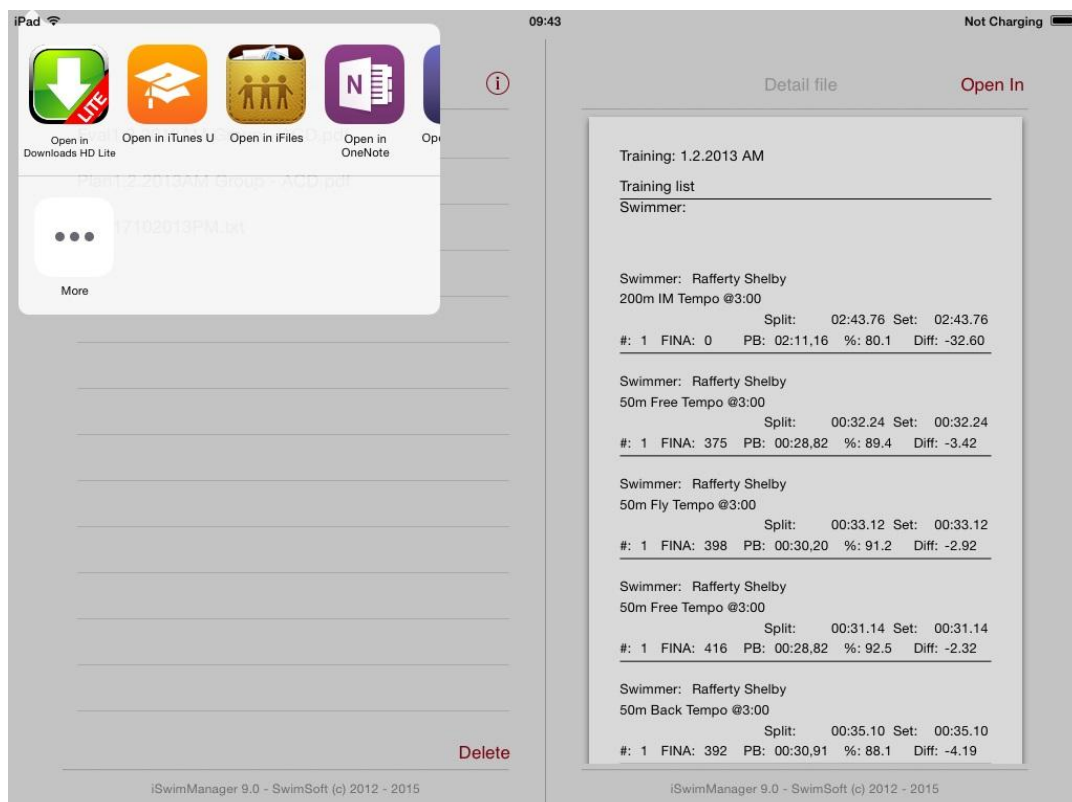 iPad 09:43 Not Charging
LITE
N
Open in
Downloads HD Lite
Open in iTunes U
Open in iFiles
Open in
OneNote
Plan1.2.2013AM Group - ACD.pdf
17102013PM.txt
More
Delete
iSwimManager 9.0 - SwimSoft (c) 2012 - 2015
Detail file
Open In
Training: 1.2.2013 AM
Training list
Swimmer:
Swimmer: Rafferty Shelby
200m IM Tempo @3:00
Split: 02:43.76 Set: 02:43.76
#: 1 FINA: 0 PB: 02:11,16 %: 80.1 Diff: -32.60
Swimmer: Rafferty Shelby
50m Free Tempo @3:00
Split: 00:32.24 Set: 00:32.24
#: 1 FINA: 375 PB: 00:28,82 %: 89.4 Diff: -3.42
Swimmer: Rafferty Shelby
50m Fly Tempo @3:00
Split: 00:33.12 Set: 00:33.12
#: 1 FINA: 398 PB: 00:30,20 %: 91.2 Diff: -2.92
Swimmer: Rafferty Shelby
50m Free Tempo @3:00
Split: 00:31.14 Set: 00:31.14
#: 1 FINA: 416 PB: 00:28,82 %: 92.5 Diff: -2.32
Swimmer: Rafferty Shelby
50m Back Tempo @3:00
Split: 00:35.10 Set: 00:35.10
#: 1 FINA: 392 PB: 00:30,91 %: 88.1 Diff: -4.19
iSwimManager 9.0 - SwimSoft (c) 2012 - 2015